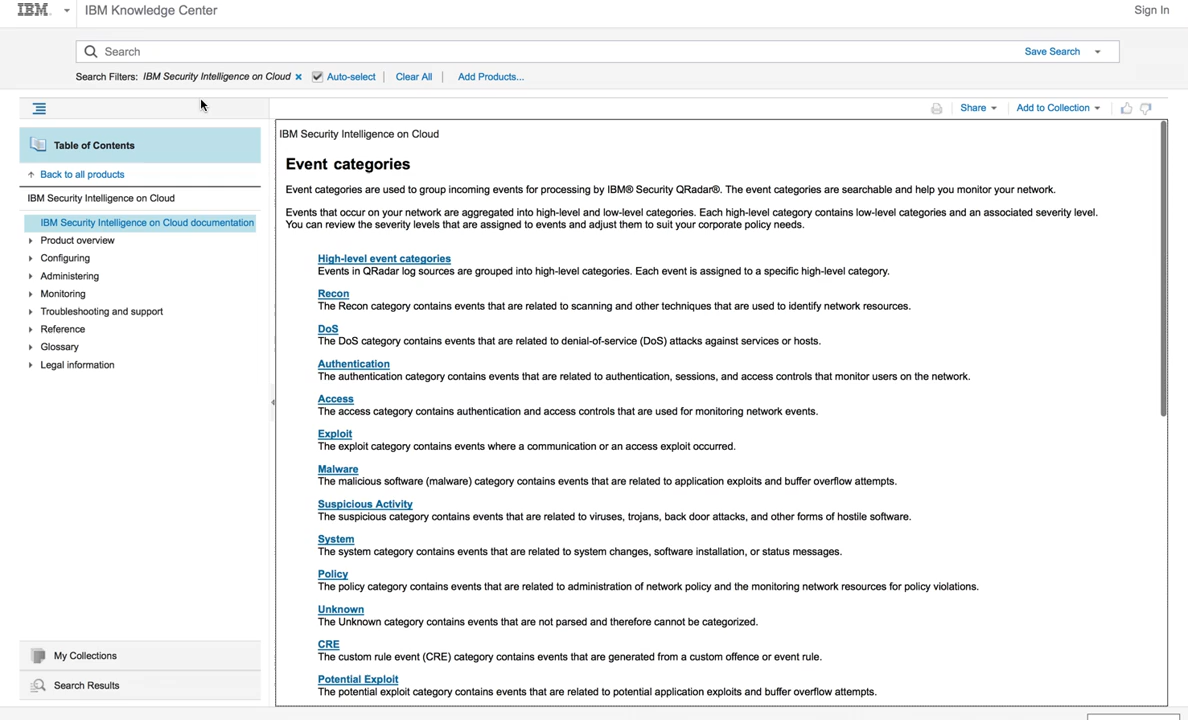 IBM IBM Knowledge Center Sign In
Search Save Search
Search Filters: IBM Security Intelligence on Cloud × Auto-select | Clear All | Add Products...
Share Add to Collection
Table of Contents
Back to all products
IBM Security Intelligence on Cloud
IBM Security Intelligence on Cloud documentation
Product overview
Configuring
Administering
Monitoring
Troubleshooting and support
Reference
Glossary
Legal information
My Collections
Search Results
IBM Security Intelligence on Cloud
Event categories
Event categories are used to group incoming events for processing by IBM® Security QRadar®. The event categories are searchable and help you monitor your network.
Events that occur on your network are aggregated into high-level and low-level categories. Each high-level category contains low-level categories and an associated severity level.
You can review the severity levels that are assigned to events and adjust them to suit your corporate policy needs.
High-level event categories
Events in QRadar log sources are grouped into high-level categories. Each event is assigned to a specific high-level category.
Recon
The Recon category contains events that are related to scanning and other techniques that are used to identify network resources.
DoS
The DoS category contains events that are related to denial-of-service (DoS) attacks against services or hosts.
Authentication
The authentication category contains events that are related to authentication, sessions, and access controls that monitor users on the network.
Access
The access category contains authentication and access controls that are used for monitoring network events.
Exploit
The exploit category contains events where a communication or an access exploit occurred.
Malware
The malicious software (malware) category contains events that are related to application exploits and buffer overflow attempts.
Suspicious Activity
The suspicious category contains events that are related to viruses, trojans, back door attacks, and other forms of hostile software.
System
The system category contains events that are related to system changes, software installation, or status messages.
Policy
The policy category contains events that are related to administration of network policy and the monitoring network resources for policy violations.
Unknown
The Unknown category contains events that are not parsed and therefore cannot be categorized.
CRE
The custom rule event (CRE) category contains events that are generated from a custom offence or event rule.
Potential Exploit
The potential exploit category contains events that are related to potential application exploits and buffer overflow attempts.